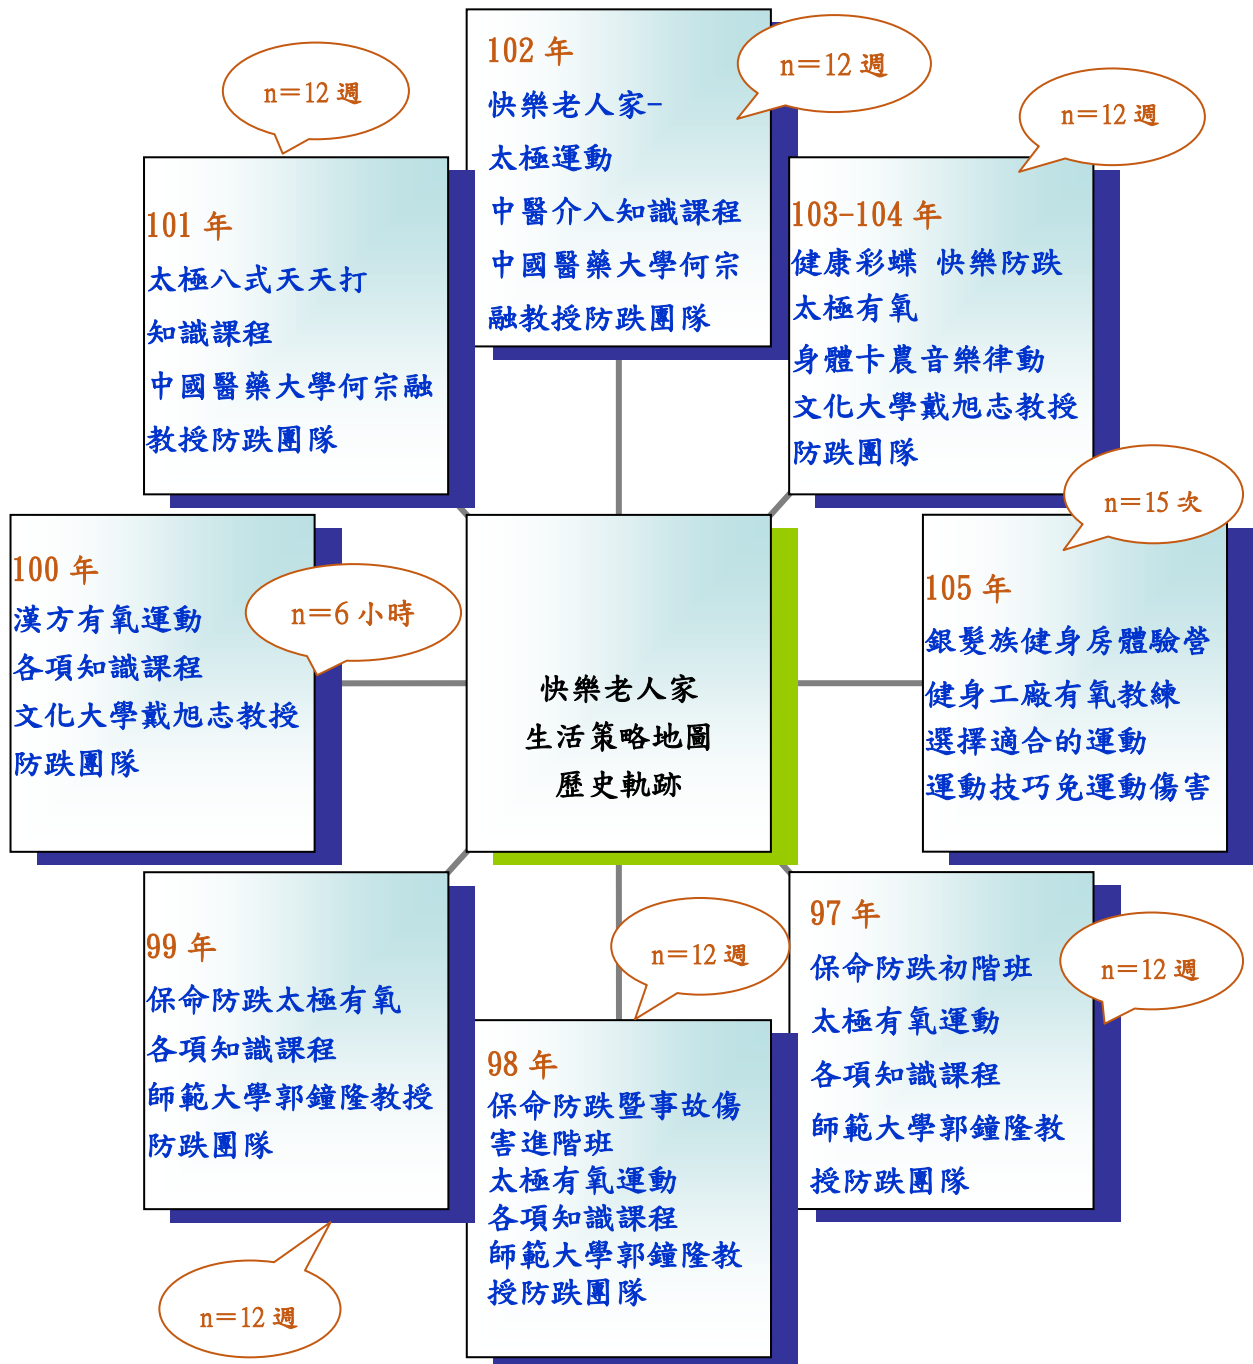 n＝12 週
101 年
太極八式天天打
知識課程
中國醫藥大學何宗融
教授防跌團隊
102 年
快樂老人家-
太極運動
中醫介入知識課程
中國醫藥大學何宗
融教授防跌團隊
n＝12 週
n＝12 週
103-104 年
健康彩蝶 快樂防跌
太極有氧
身體卡農音樂律動
文化大學戴旭志教授
防跌團隊
100 年
漢方有氧運動
各項知識課程
文化大學戴旭志教授
防跌團隊
n＝6 小時
快樂老人家
生活策略地圖
歷史軌跡
n＝15 次
105 年
銀髮族健身房體驗營
健身工廠有氧教練
選擇適合的運動
運動技巧免運動傷害
99 年
保命防跌太極有氧
各項知識課程
師範大學郭鐘隆教授
防跌團隊
n＝12 週
n＝12 週
98 年
保命防跌暨事故傷
害進階班
太極有氧運動
各項知識課程
師範大學郭鐘隆教
授防跌團隊
97 年
保命防跌初階班
太極有氧運動
各項知識課程
師範大學郭鐘隆教
授防跌團隊
n＝12 週